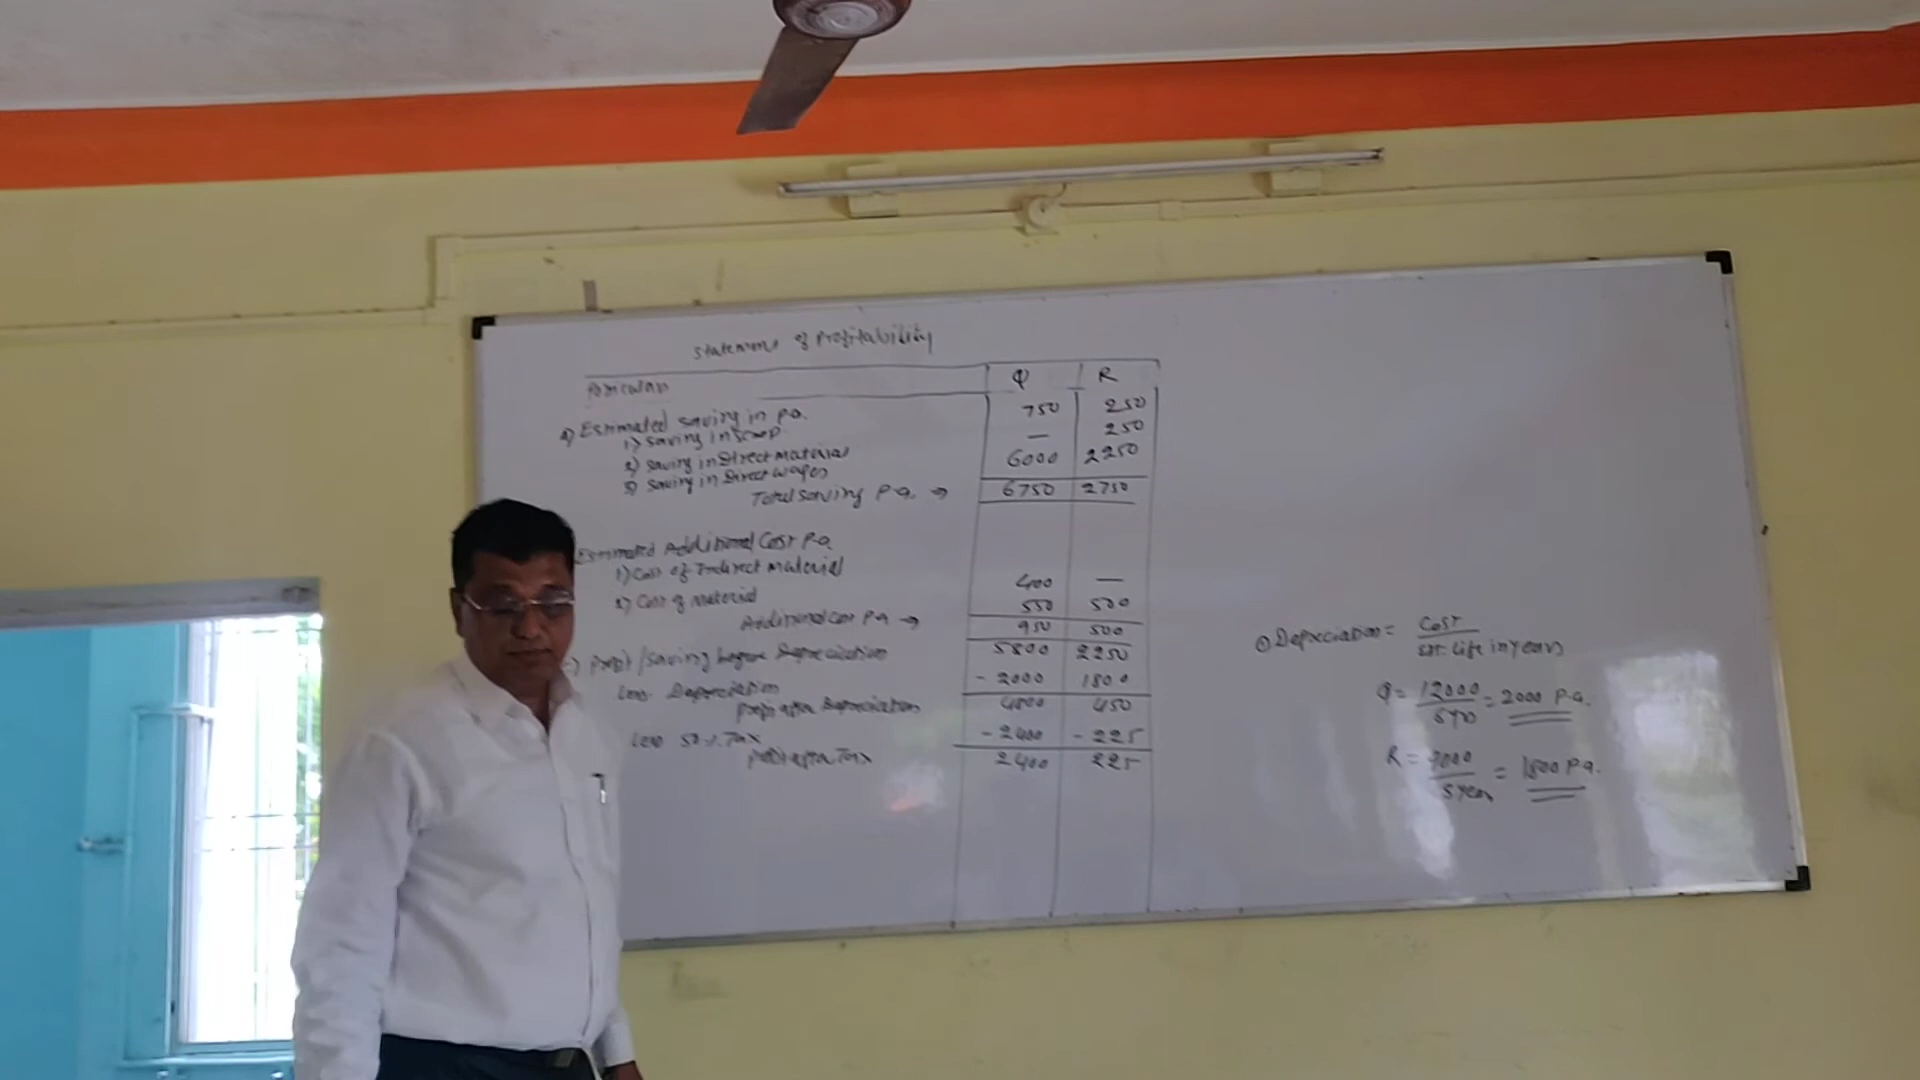 Statement of Profitability
Particulars Q R
a) Estimated saving in P.a.
1) Saving in Scrap 750 250
2) Saving in Direct material — 250
3) Saving in Direct wages 6000 2250
Total saving P.a. → 6750 2750
Estimated Additional Cost P.a.
1) Cost of Indirect material 400 —
2) Cost of material 550 500
Additional cost P.a → 950 500
Profit/saving before Depreciation 5800 2250
Less. Depreciation - 2000 1800
Profit after Depreciation 450
Less 50% Tax - 2400 - 225
Profit after Tax 2400 225
Depreciation = Cost
Est. life in years
Q = 12000 = 2000 P.a.
R = 9000 = 1800 P.a.
5 year